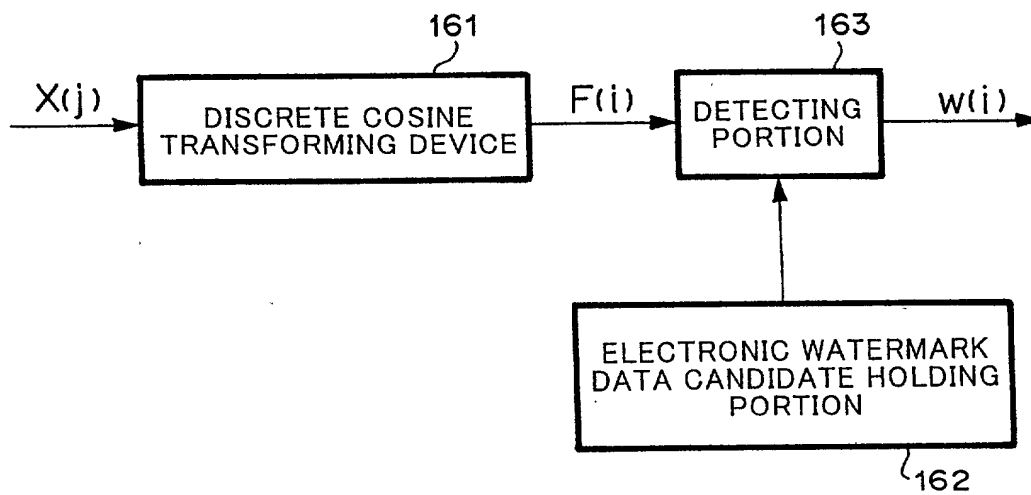 161
163
X(j)
DISCRETE COSINE
TRANSFORMING DEVICE
F(i)
DETECTING
PORTION
w(i)
ELECTRONIC WATERMARK
DATA CANDIDATE HOLDING
PORTION
162